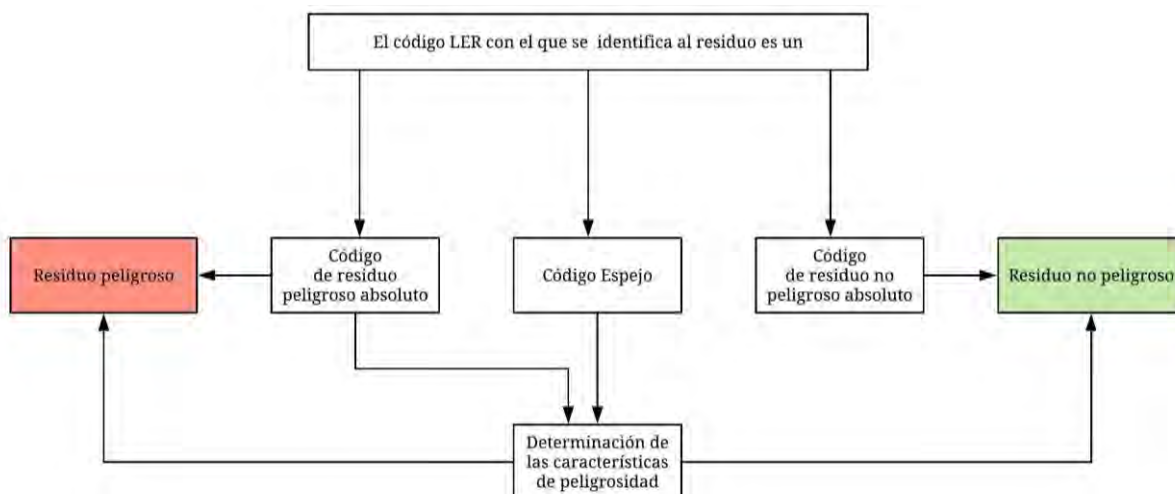 El código LER con el que se identifica al residuo es un
Residuo peligroso
Código
de residuo
peligroso absoluto
Código Espejo
Código
de residuo no
peligroso absoluto
Residuo no peligroso
Determinación de
las características
de peligrosidad